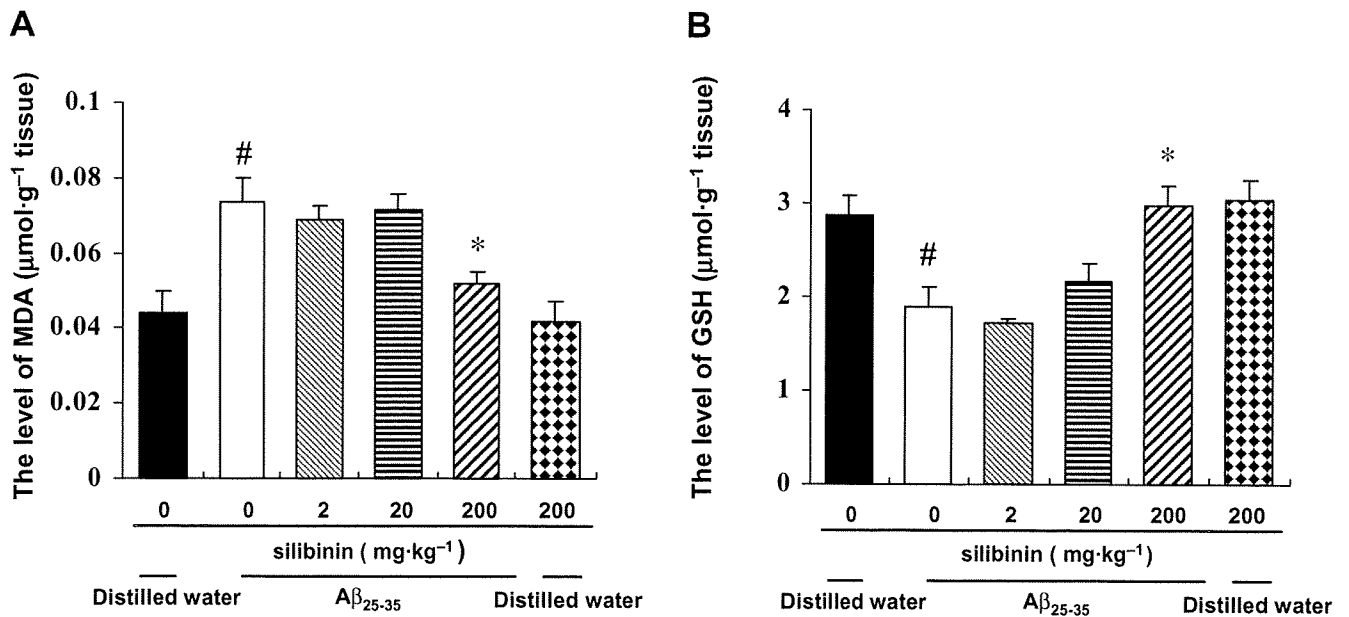 A
The level of MDA (μmol·g⁻¹ tissue)
0.1
0.08
0.06
0.04
0.02
0
#
*
0 0 2 20 200 200
silibinin ( mg·kg⁻¹ )
Distilled water Aβ₂₅₋₃₅ Distilled water
B
The level of GSH (μmol·g⁻¹ tissue)
4
3
2
1
0
#
*
0 0 2 20 200 200
silibinin ( mg·kg⁻¹)
Distilled water Aβ₂₅₋₃₅ Distilled water